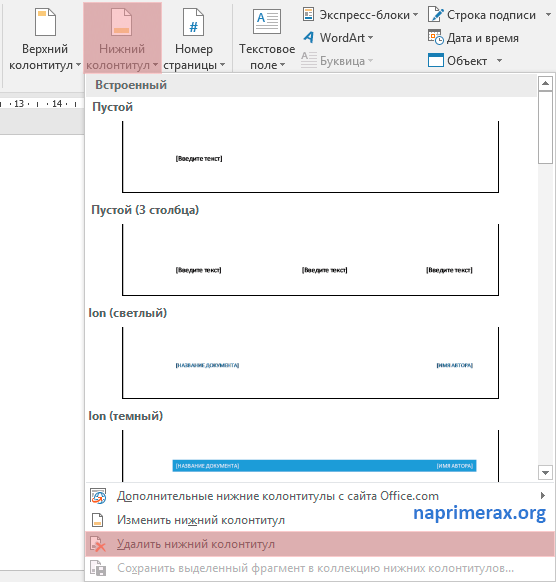 Верхний колонтитул
Нижний колонтитул
Номер страницы
#
Текстовое поле
A
Экспресс-блоки
WordArt
Буквица
Строка подписи
Дата и время
Объект
13 · 14
Встроенный
Пустой
[Введите текст]
Пустой (3 столбца)
[Введите текст] [Введите текст] [Введите текст]
Ion (светлый)
[НАЗВАНИЕ ДОКУМЕНТА] [ИМЯ АВТОРА]
Ion (темный)
[НАЗВАНИЕ ДОКУМЕНТА] [ИМЯ АВТОРА]
Дополнительные нижние колонтитулы с сайта Office.com
Изменить нижний колонтитул
naprimerax.org
Удалить нижний колонтитул
Сохранить выделенный фрагмент в коллекцию нижних колонтитулов...